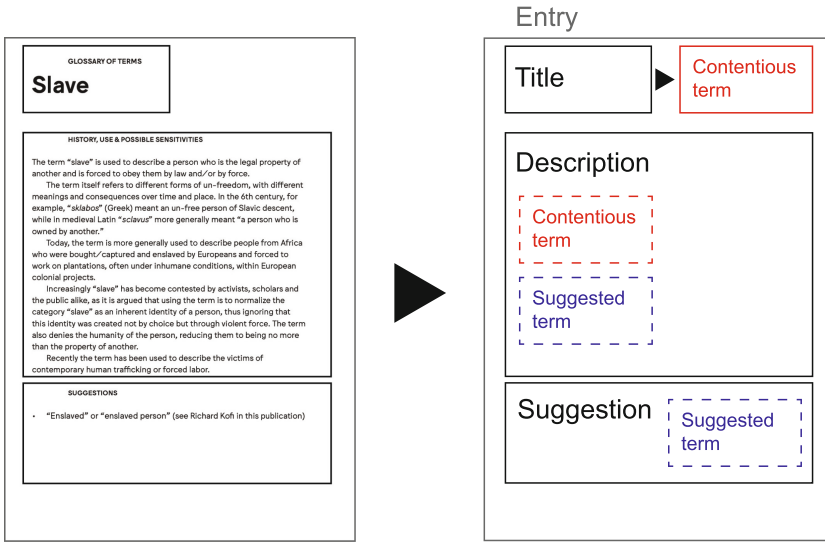 GLOSSARY OF TERMS
Slave
HISTORY, USE & POSSIBLE SENSITIVITIES
The term “slave” is used to describe a person who is the legal property of
another and is forced to obey them by law and/or by force.
The term itself refers to different forms of un-freedom, with different
meanings and consequences over time and place. In the 6th century, for
example, “sklabos” (Greek) meant an un-free person of Slavic descent,
while in medieval Latin “sclavus” more generally meant “a person who is
owned by another.”
Today, the term is more generally used to describe people from Africa
who were bought/captured and enslaved by Europeans and forced to
work on plantations, often under inhumane conditions, within European
colonial projects.
Increasingly “slave” has become contested by activists, scholars and
the public alike, as it is argued that using the term is to normalize the
category “slave” as an inherent identity of a person, thus ignoring that
this identity was created not by choice but through violent force. The term
also denies the humanity of the person, reducing them to being no more
than the property of another.
Recently the term has been used to describe the victims of
contemporary human trafficking or forced labor.
SUGGESTIONS
• “Enslaved” or “enslaved person” (see Richard Kofi in this publication)
Entry
Title
Contentious
term
Description
Contentious
term
Suggested
term
Suggestion
Suggested
term